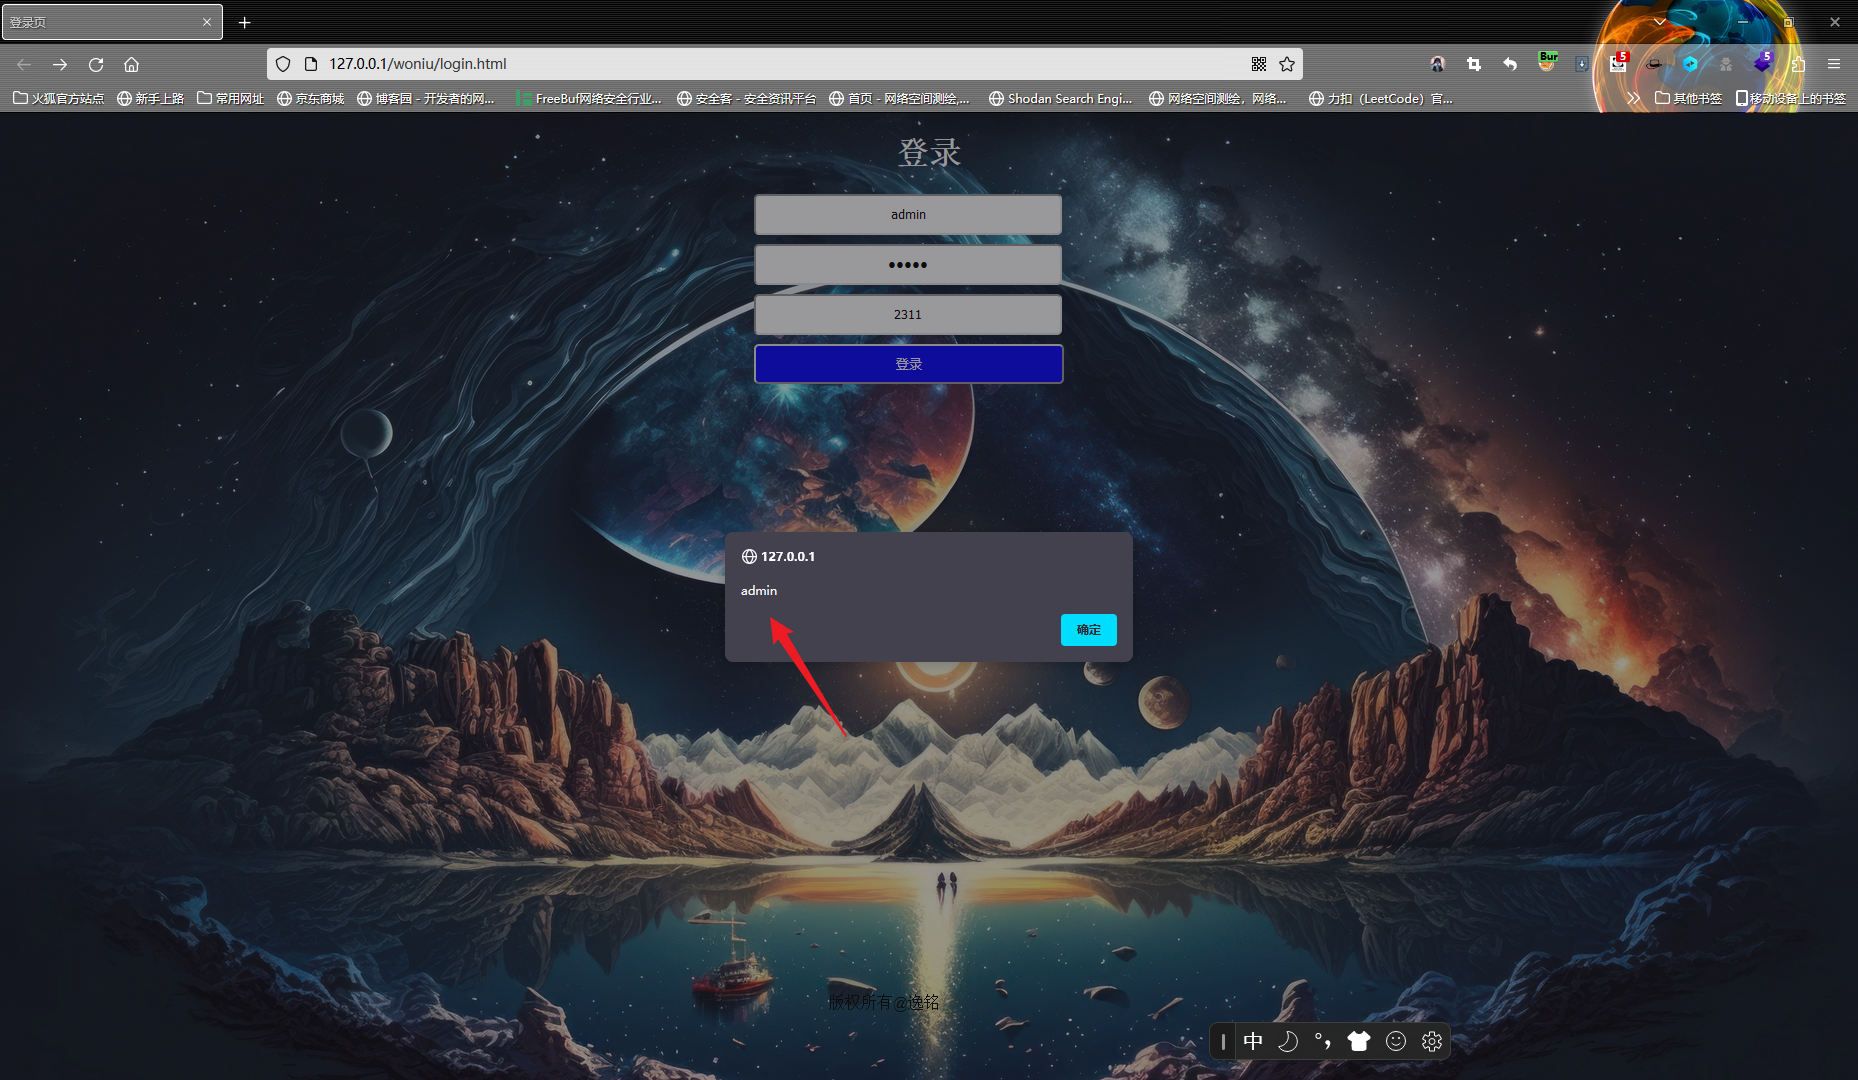 登录页
127.0.0.1/woniu/login.html
Bur
5
5
火狐官方站点
新手上路
常用网址
京东商城
博客园 - 开发者的网...
FreeBuf网络安全行业...
安全客 - 安全资讯平台
首页 - 网络空间测绘,...
Shodan Search Engi...
网络空间测绘，网络...
力扣（LeetCode）官...
其他书签
移动设备上的书签
登录
admin
2311
登录
127.0.0.1
admin
确定
版权所有@逸铭
中